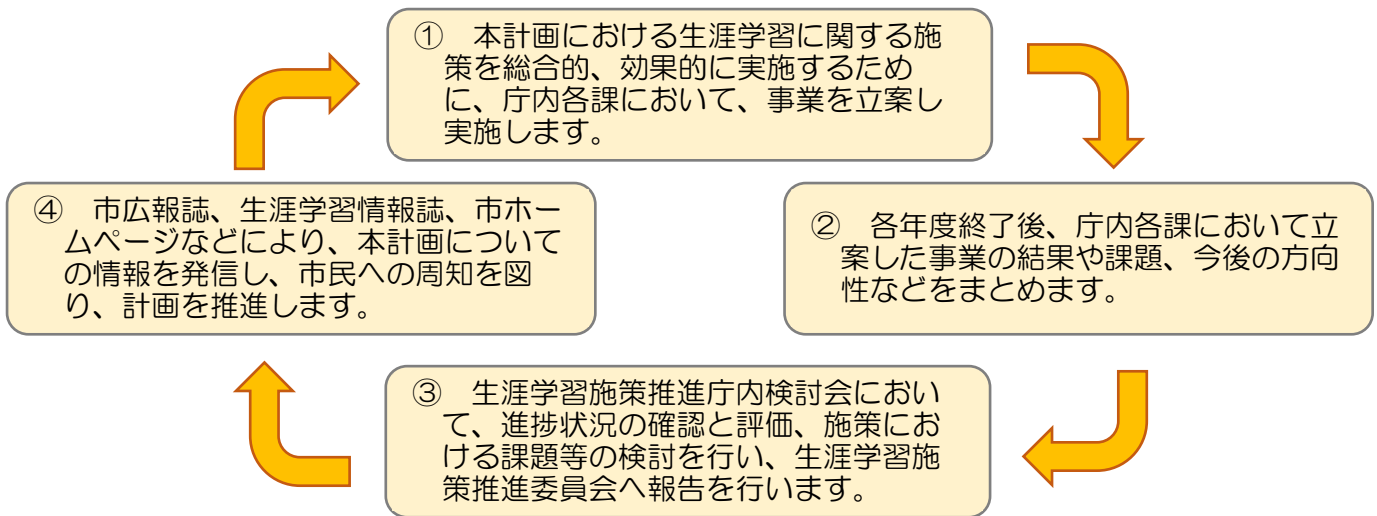 ① 本計画における生涯学習に関する施
策を総合的、効果的に実施するため
に、庁内各課において、事業を立案し
実施します。
② 各年度終了後、庁内各課において立
案した事業の結果や課題、今後の方向
性などをまとめます。
③ 生涯学習施策推進庁内検討会におい
て、進捗状況の確認と評価、施策にお
ける課題等の検討を行い、生涯学習施
策推進委員会へ報告を行います。
④ 市広報誌、生涯学習情報誌、市ホー
ムページなどにより、本計画について
の情報を発信し、市民への周知を図
り、計画を推進します。